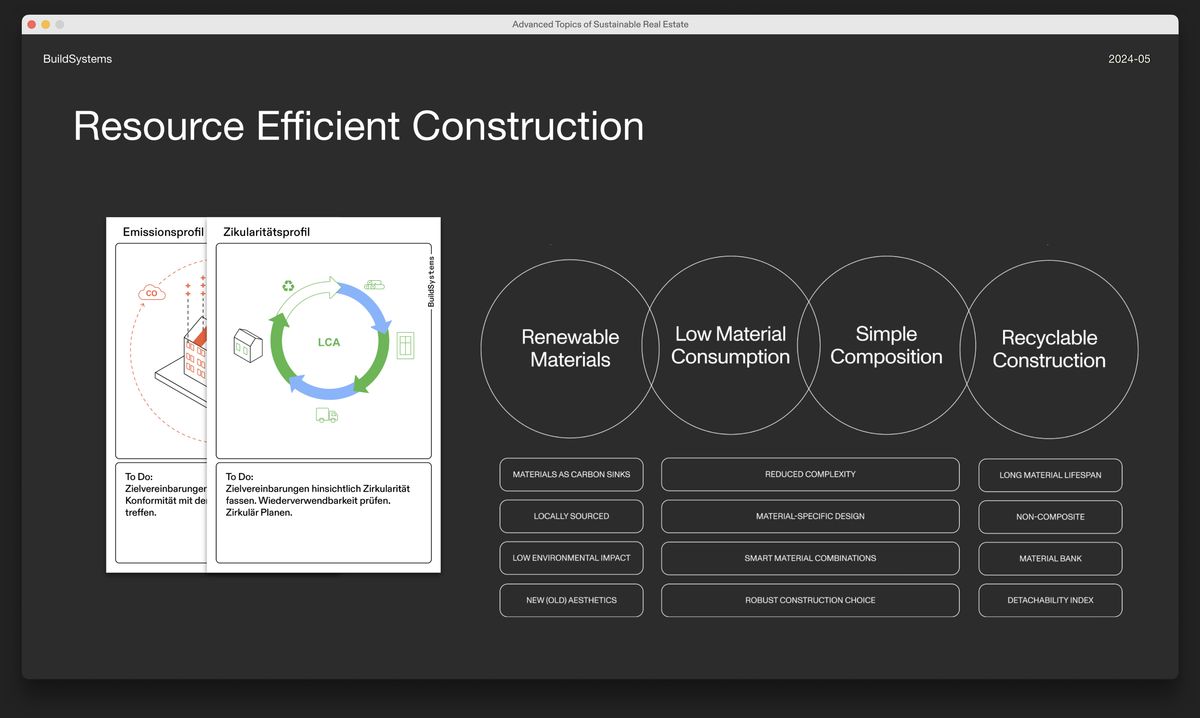 Advanced Topics of Sustainable Real Estate
BuildSystems
2024-05
Resource Efficient Construction
Emissionsprofil
CO
To Do:
Zielvereinbarungen
Konformität mit de
treffen.
Zikularitätsprofil
BuildSystems
LCA
To Do:
Zielvereinbarungen hinsichtlich Zirkularität
fassen. Wiederverwendbarkeit prüfen.
Zirkulär Planen.
Renewable
Materials
Low Material
Consumption
Simple
Composition
Recyclable
Construction
MATERIALS AS CARBON SINKS
LOCALLY SOURCED
LOW ENVIRONMENTAL IMPACT
NEW (OLD) AESTHETICS
REDUCED COMPLEXITY
MATERIAL-SPECIFIC DESIGN
SMART MATERIAL COMBINATIONS
ROBUST CONSTRUCTION CHOICE
LONG MATERIAL LIFESPAN
NON-COMPOSITE
MATERIAL BANK
DETACHABILITY INDEX